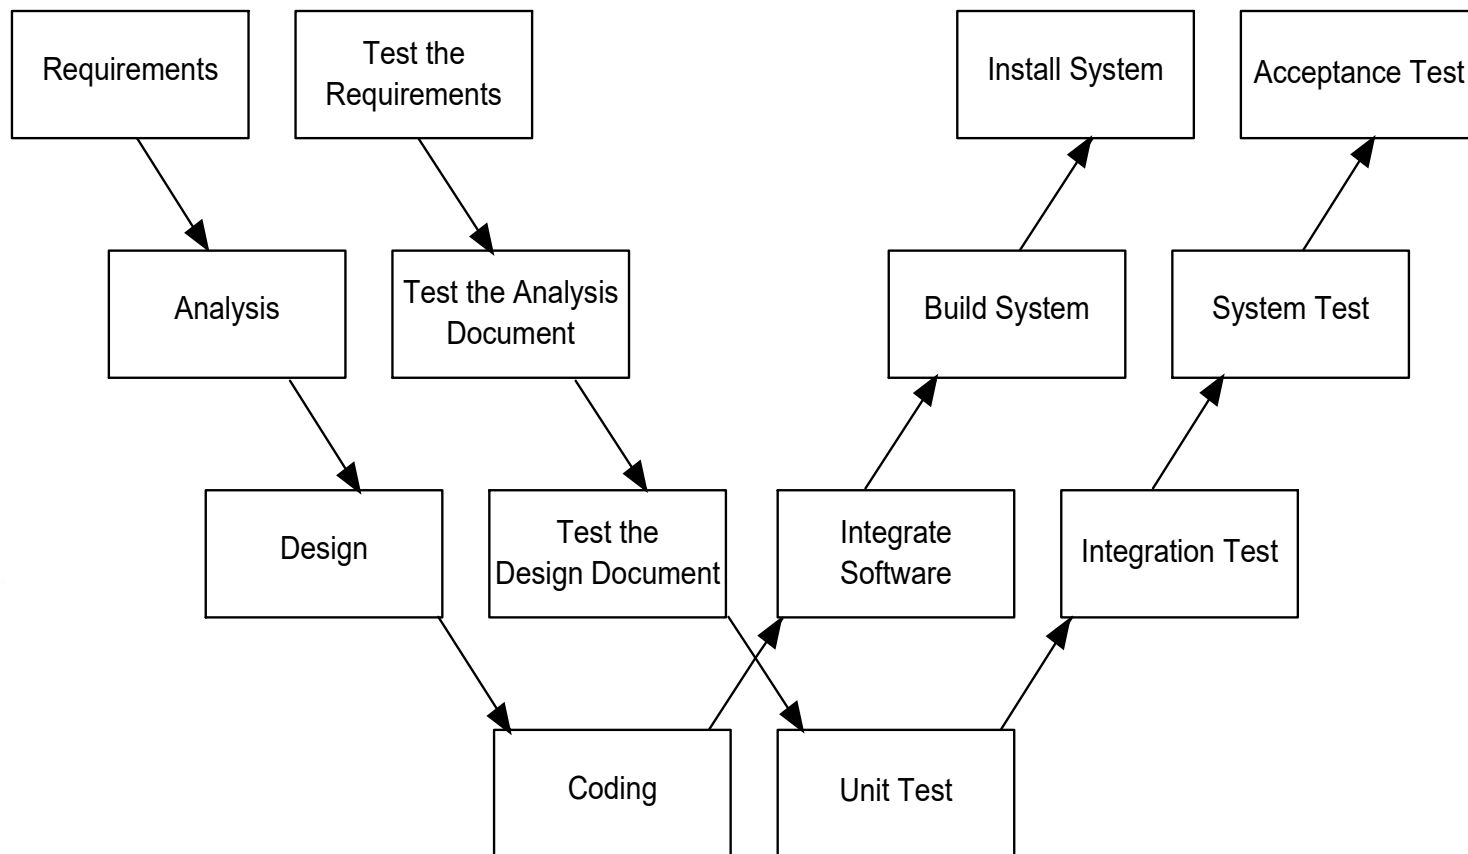 Requirements
Test the
Requirements
Install System
Acceptance Test
Analysis
Test the Analysis
Document
Build System
System Test
Design
Test the
Design Document
Integrate
Software
Integration Test
Coding
Unit Test